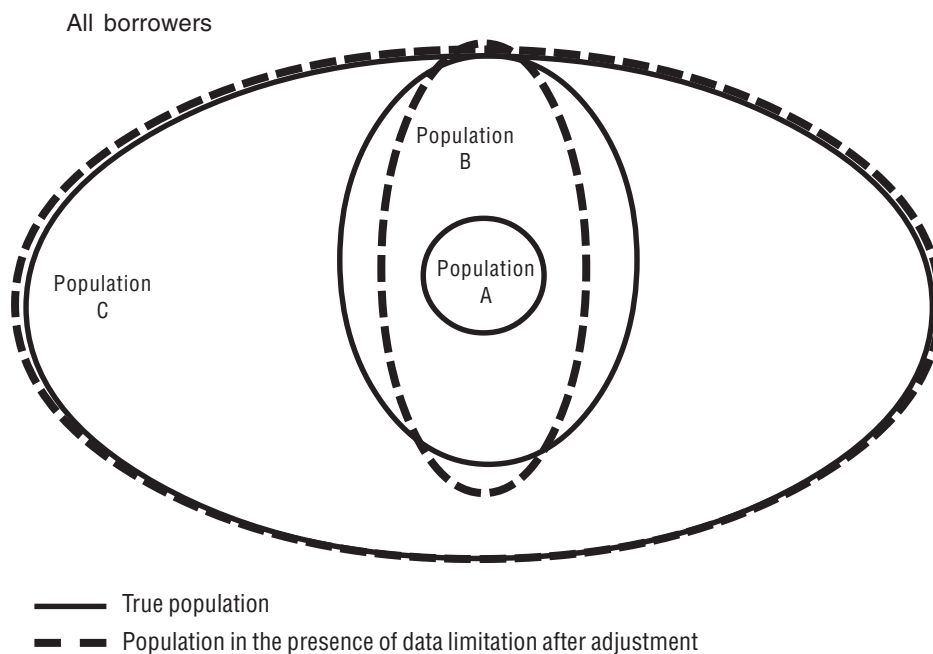 All borrowers
Population
B
Population
A
Population
C
True population
Population in the presence of data limitation after adjustment